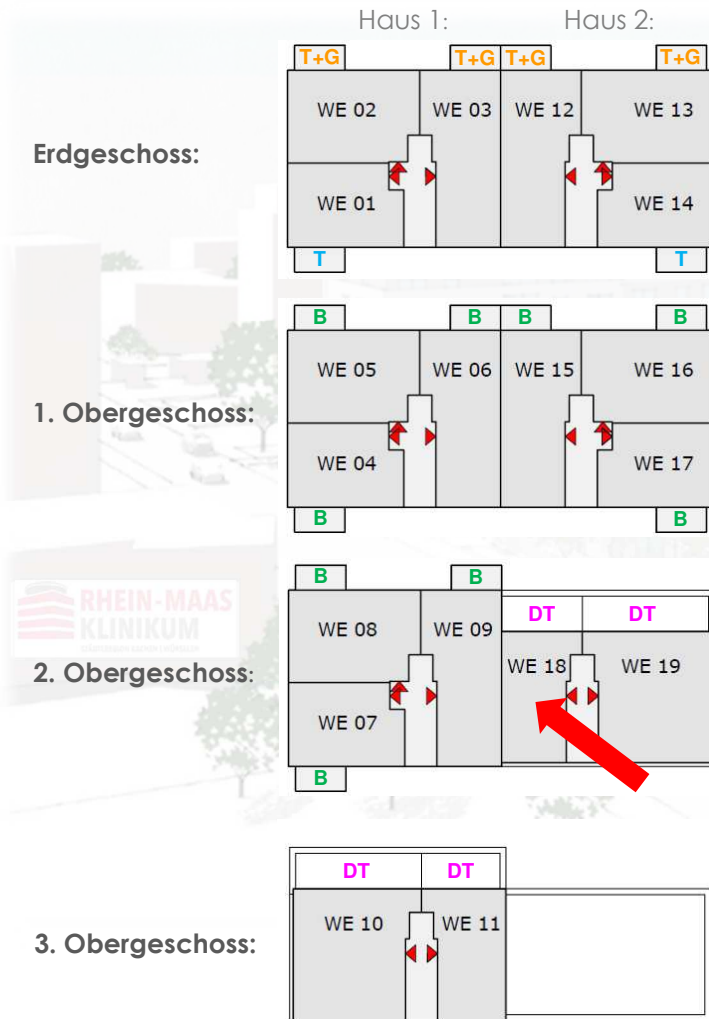 Haus 1: Haus 2:
T+G T+G T+G T+G
WE 02 WE 03 WE 12 WE 13
Erdgeschoss:
WE 01 WE 14
T T
B B B B
WE 05 WE 06 WE 15 WE 16
1. Obergeschoss:
WE 04 WE 17
B B
B B
DT DT
RHEIN-MAAS
KLINIKUM
WE 08 WE 09
WE 18 WE 19
2. Obergeschoss:
WE 07
B
DT DT
WE 10 WE 11
3. Obergeschoss: